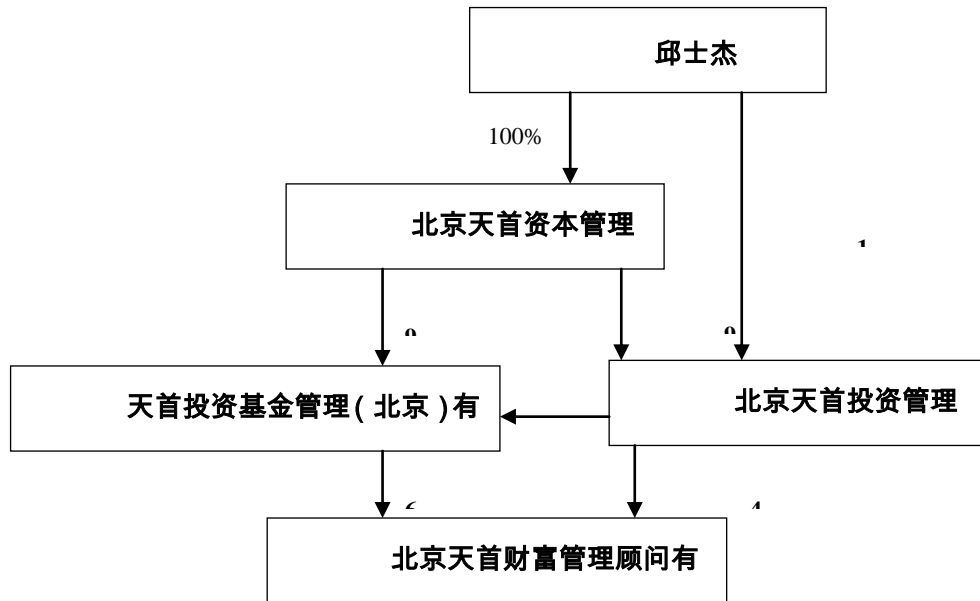 邱士杰
100%
北京天首资本管理
天首投资基金管理（北京）有
北京天首投资管理
北京天首财富管理顾问有